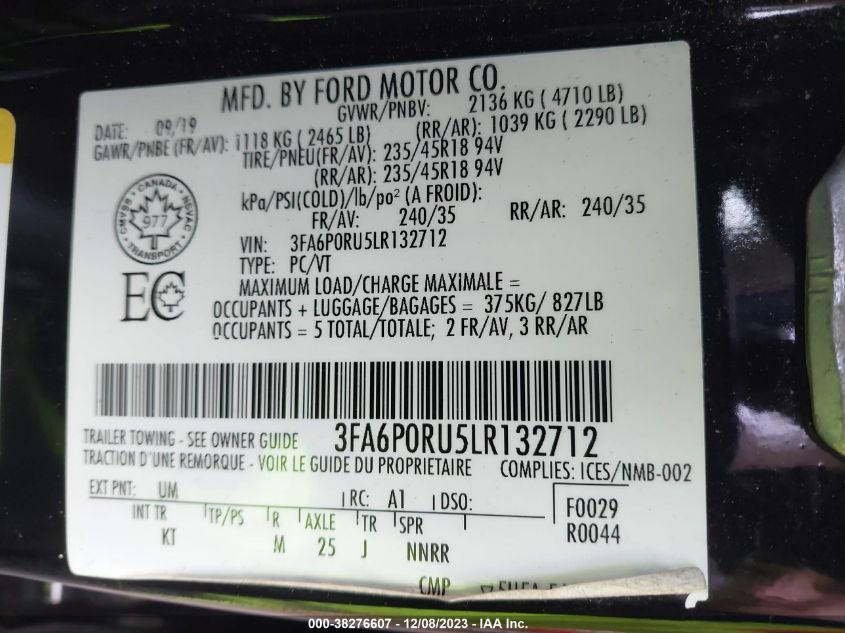 MFD. BY FORD MOTOR CO.
DATE: 09/19 GVWR/PNBV: 2136 KG ( 4710 LB)
GAWR/PNBE (FR/AV): 1118 KG ( 2465 LB) (RR/AR): 1039 KG ( 2290 LB)
TIRE/PNEU(FR/AV): 235/45R18 94V
(RR/AR): 235/45R18 94V
kPa/PSI(COLD)/lb/po² (A FROID):
FR/AV: 240/35 RR/AR: 240/35
CANADA
CMVSS NSVAC
977
TRANSPORT
VIN: 3FA6P0RU5LR132712
TYPE: PC/VT
EC
MAXIMUM LOAD/CHARGE MAXIMALE =
OCCUPANTS + LUGGAGE/BAGAGES = 375KG/ 827LB
OCCUPANTS = 5 TOTAL/TOTALE; 2 FR/AV, 3 RR/AR
TRAILER TOWING - SEE OWNER GUIDE 3FA6P0RU5LR132712
TRACTION D'UNE REMORQUE - VOIR LE GUIDE DU PROPRIETAIRE COMPLIES: ICES/NMB-002
EXT PNT: UM RC: A1 DSO: F0029
INT TR TP/PS R AXLE TR SPR R0044
KT M 25 J NNRR
CMP
000-38276607 - 12/08/2023 - IAA Inc.